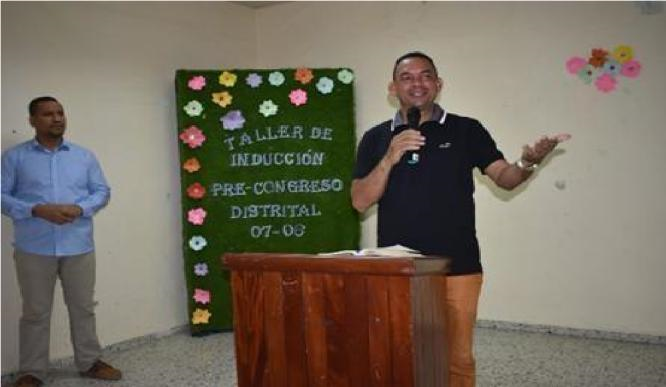 TALLER DE
INDUCCIÓN
PRE-CONGRESO
DISTRITAL
07-06